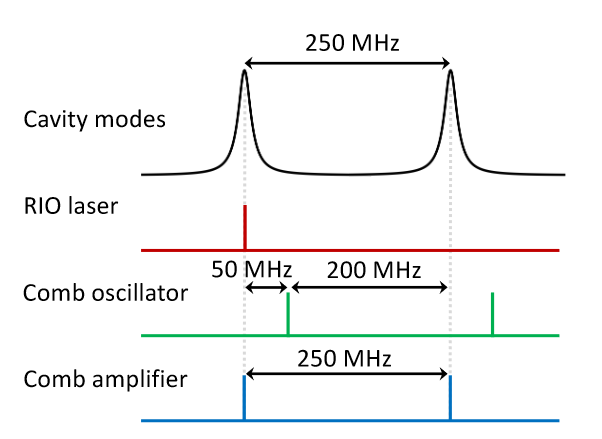 250 MHz
Cavity modes
RIO laser
50 MHz 200 MHz
Comb oscillator
250 MHz
Comb amplifier